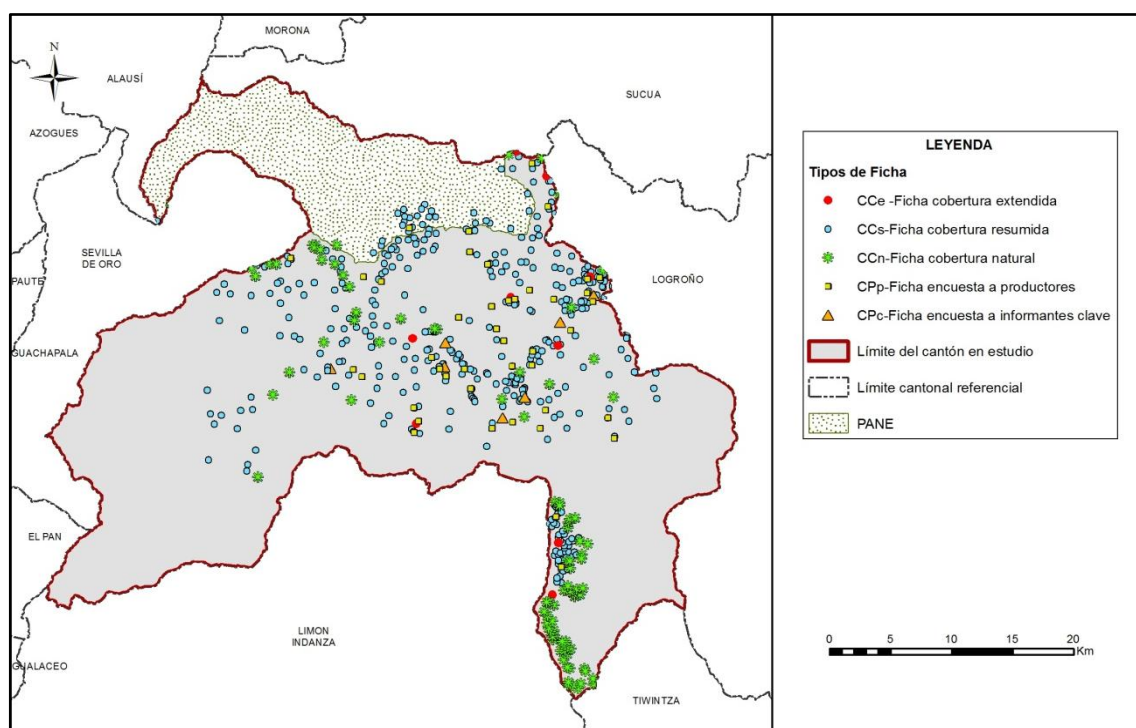 MORONA
N
ALAUSÍ
SUCUA
AZOGUES
SEVILLA
DE ORO
PAUTE
LOGROÑO
GUACHAPALA
EL PAN
LIMON
INDANZA
GUALACEO
TIWINTZA
LEYENDA
Tipos de Ficha
CCe -Ficha cobertura extendida
CCs-Ficha cobertura resumida
CCn-Ficha cobertura natural
CPp-Ficha encuesta a productores
CPc-Ficha encuesta a informantes clave
Límite del cantón en estudio
Límite cantonal referencial
PANE
0 5 10 15 20
Km